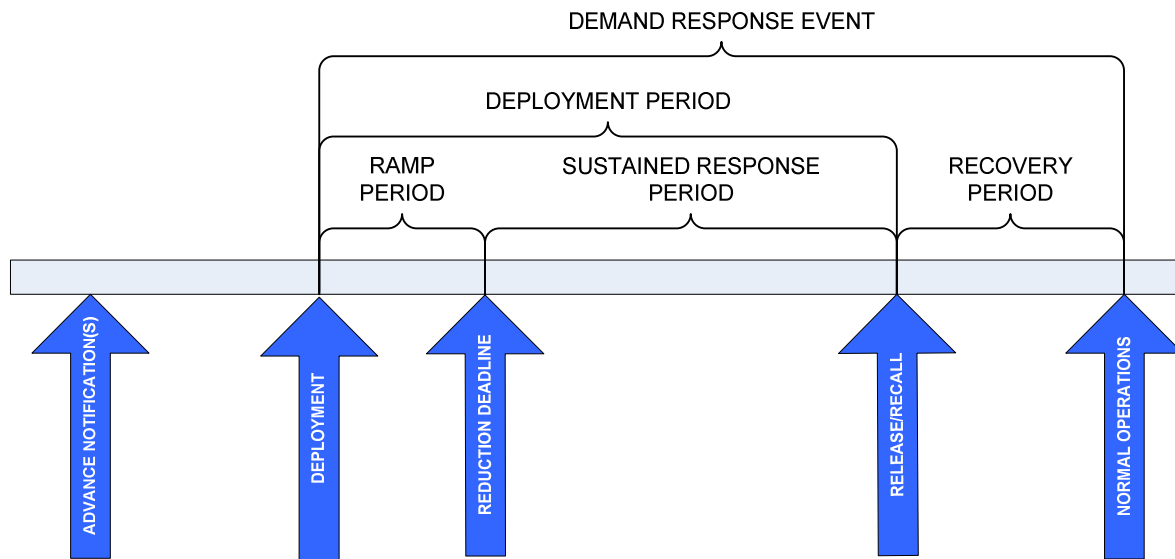 DEMAND RESPONSE EVENT
DEPLOYMENT PERIOD
RAMP
PERIOD
SUSTAINED RESPONSE
PERIOD
RECOVERY
PERIOD
ADVANCE NOTIFICATION(S)
DEPLOYMENT
REDUCTION DEADLINE
RELEASE/RECALL
NORMAL OPERATIONS